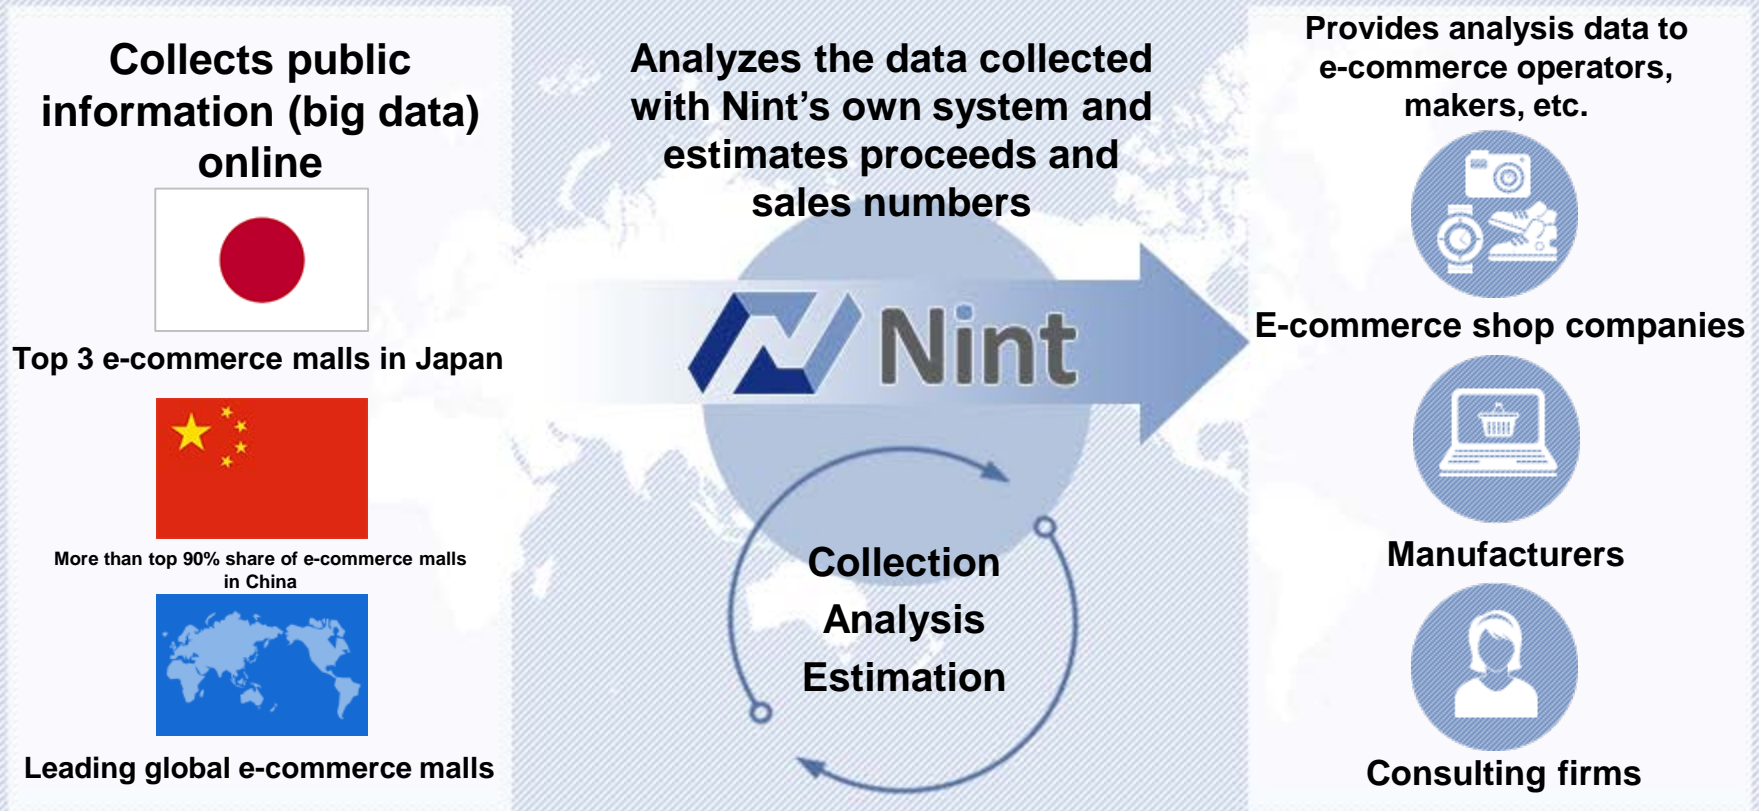 Collects public
information (big data)
online
Top 3 e-commerce malls in Japan
More than top 90% share of e-commerce malls
in China
Leading global e-commerce malls
Analyzes the data collected
with Nint’s own system and
estimates proceeds and
sales numbers
Nint
Collection
Analysis
Estimation
Provides analysis data to
e-commerce operators,
makers, etc.
E-commerce shop companies
Manufacturers
Consulting firms